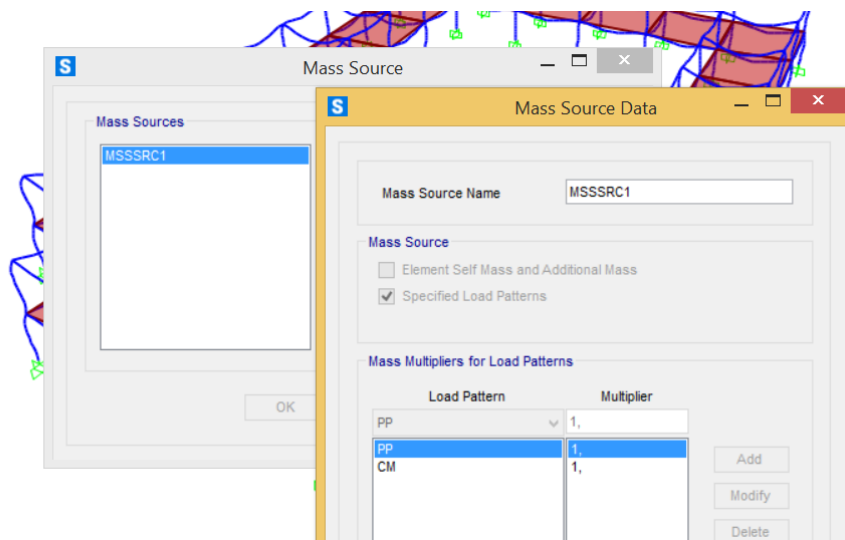 S
Mass Source
S
Mass Source Data
Mass Sources
MSSSRC1
Mass Source Name
MSSSRC1
Mass Source
Element Self Mass and Additional Mass
Specified Load Patterns
Mass Multipliers for Load Patterns
Load Pattern Multiplier
PP 1,
PP 1,
CM 1,
Add
Modify
Delete
OK